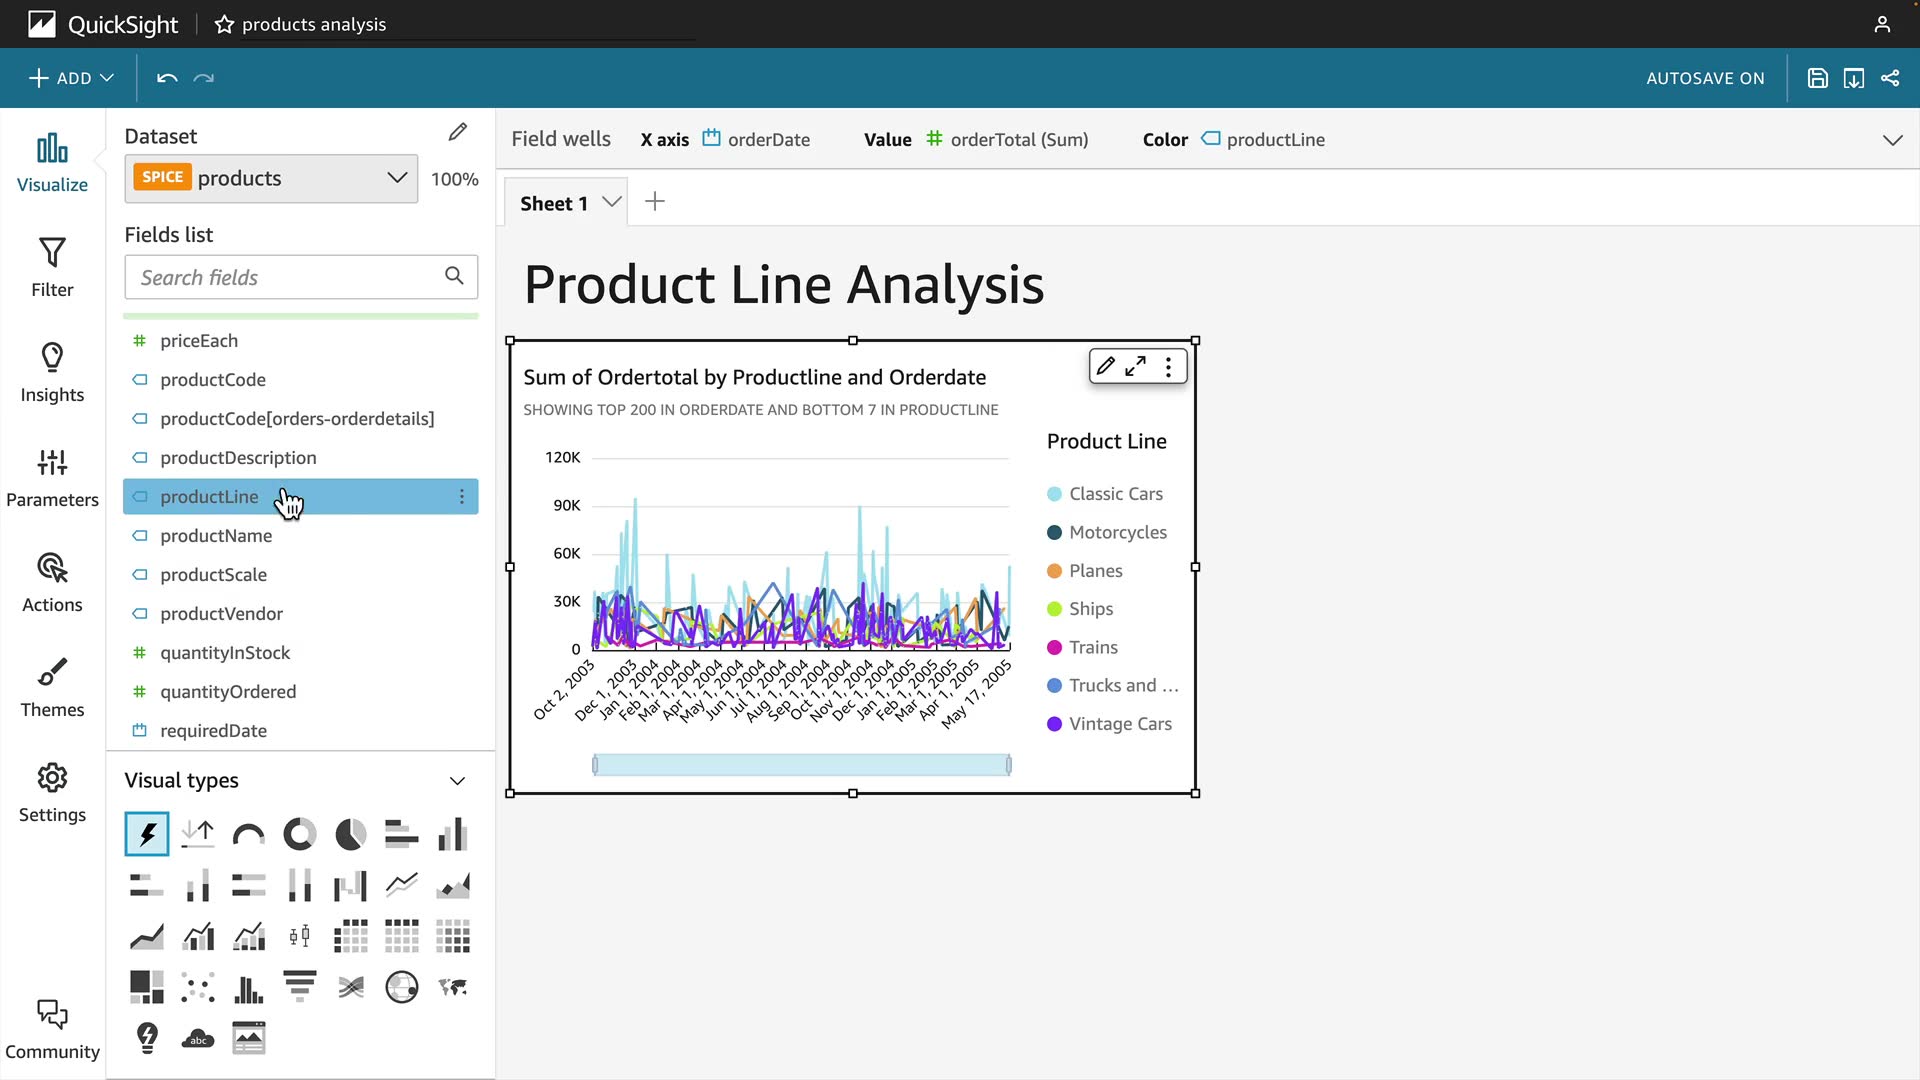 QuickSight
products analysis
ADD
AUTOSAVE ON
Visualize
Filter
Insights
Parameters
Actions
Themes
Settings
Community
Dataset
SPICE products
100%
Fields list
Search fields
priceEach
productCode
productCode[orders-orderdetails]
productDescription
productLine
productName
productScale
productVendor
quantityInStock
quantityOrdered
requiredDate
Visual types
abc
Field wells
X axis orderDate
Value orderTotal (Sum)
Color productLine
Sheet 1
Product Line Analysis
Sum of Ordertotal by Productline and Orderdate
SHOWING TOP 200 IN ORDERDATE AND BOTTOM 7 IN PRODUCTLINE
120K
90K
60K
30K
0
Oct 2, 2003
Dec 1, 2003
Jan 1, 2004
Feb 1, 2004
Mar 1, 2004
Apr 1, 2004
May 1, 2004
Jun 1, 2004
Jul 1, 2004
Aug 1, 2004
Sep 1, 2004
Oct 1, 2004
Nov 1, 2004
Dec 1, 2004
Jan 1, 2005
Feb 1, 2005
Mar 1, 2005
Apr 1, 2005
May 17, 2005
Product Line
Classic Cars
Motorcycles
Planes
Ships
Trains
Trucks and ...
Vintage Cars